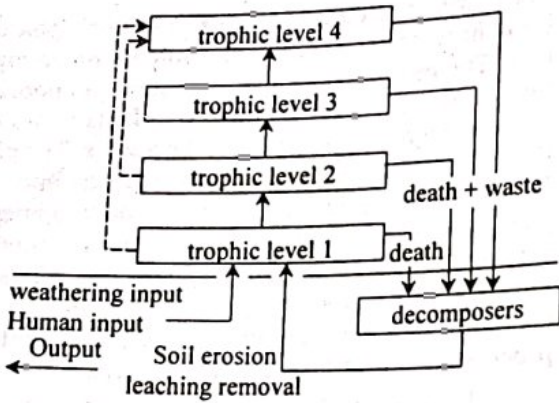 trophic level 4
trophic level 3
trophic level 2
death + waste
trophic level 1
death
weathering input
Human input
decomposers
Output
Soil erosion
leaching removal